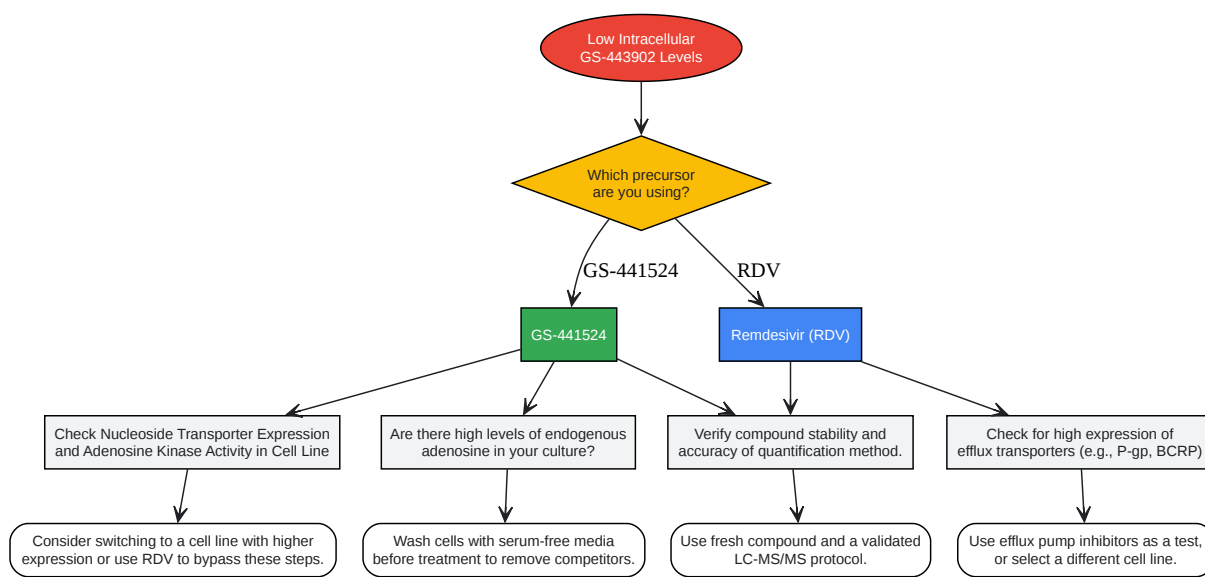 Low Intracellular
GS-443902 Levels
Which precursor
are you using?
GS-441524
RDV
GS-441524
Remdesivir (RDV)
Check Nucleoside Transporter Expression
and Adenosine Kinase Activity in Cell Line
Are there high levels of endogenous
adenosine in your culture?
Verify compound stability and
accuracy of quantification method.
Check for high expression of
efflux transporters (e.g., P-gp, BCRP)
Consider switching to a cell line with higher
expression or use RDV to bypass these steps.
Wash cells with serum-free media
before treatment to remove competitors.
Use fresh compound and a validated
LC-MS/MS protocol.
Use efflux pump inhibitors as a test,
or select a different cell line.